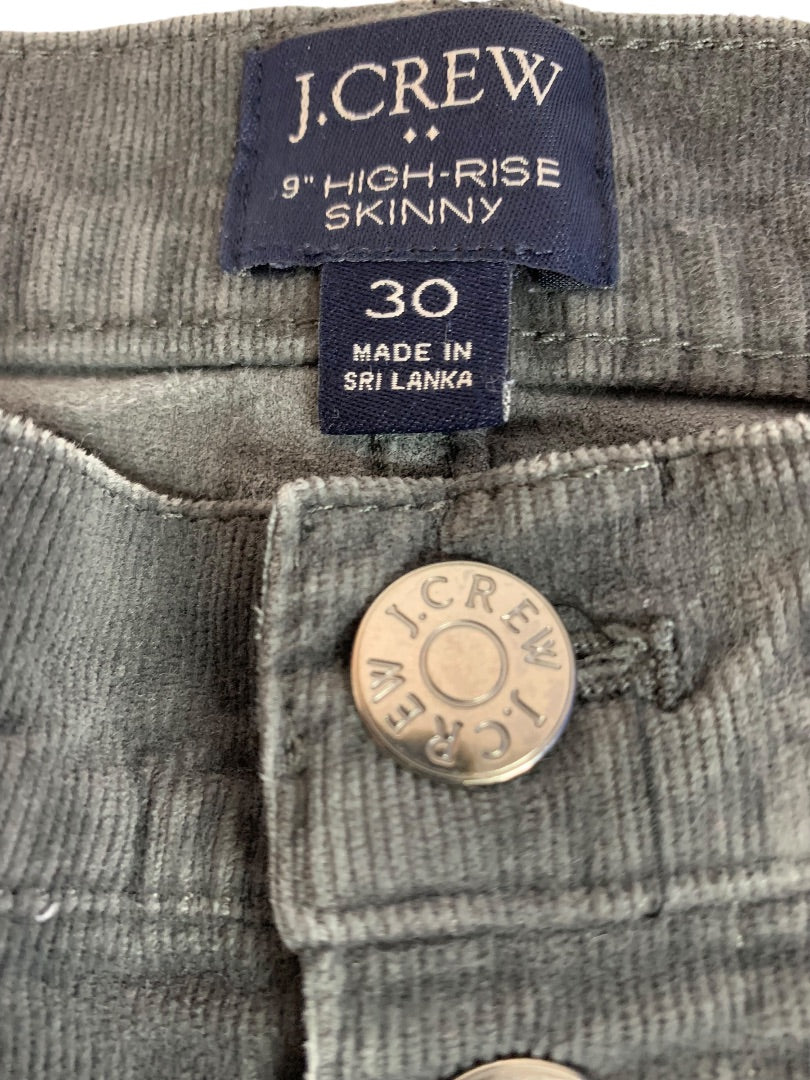 J.CREW
9" HIGH-RISE
SKINNY
30
MADE IN
SRI LANKA
J.CREW J.CREW